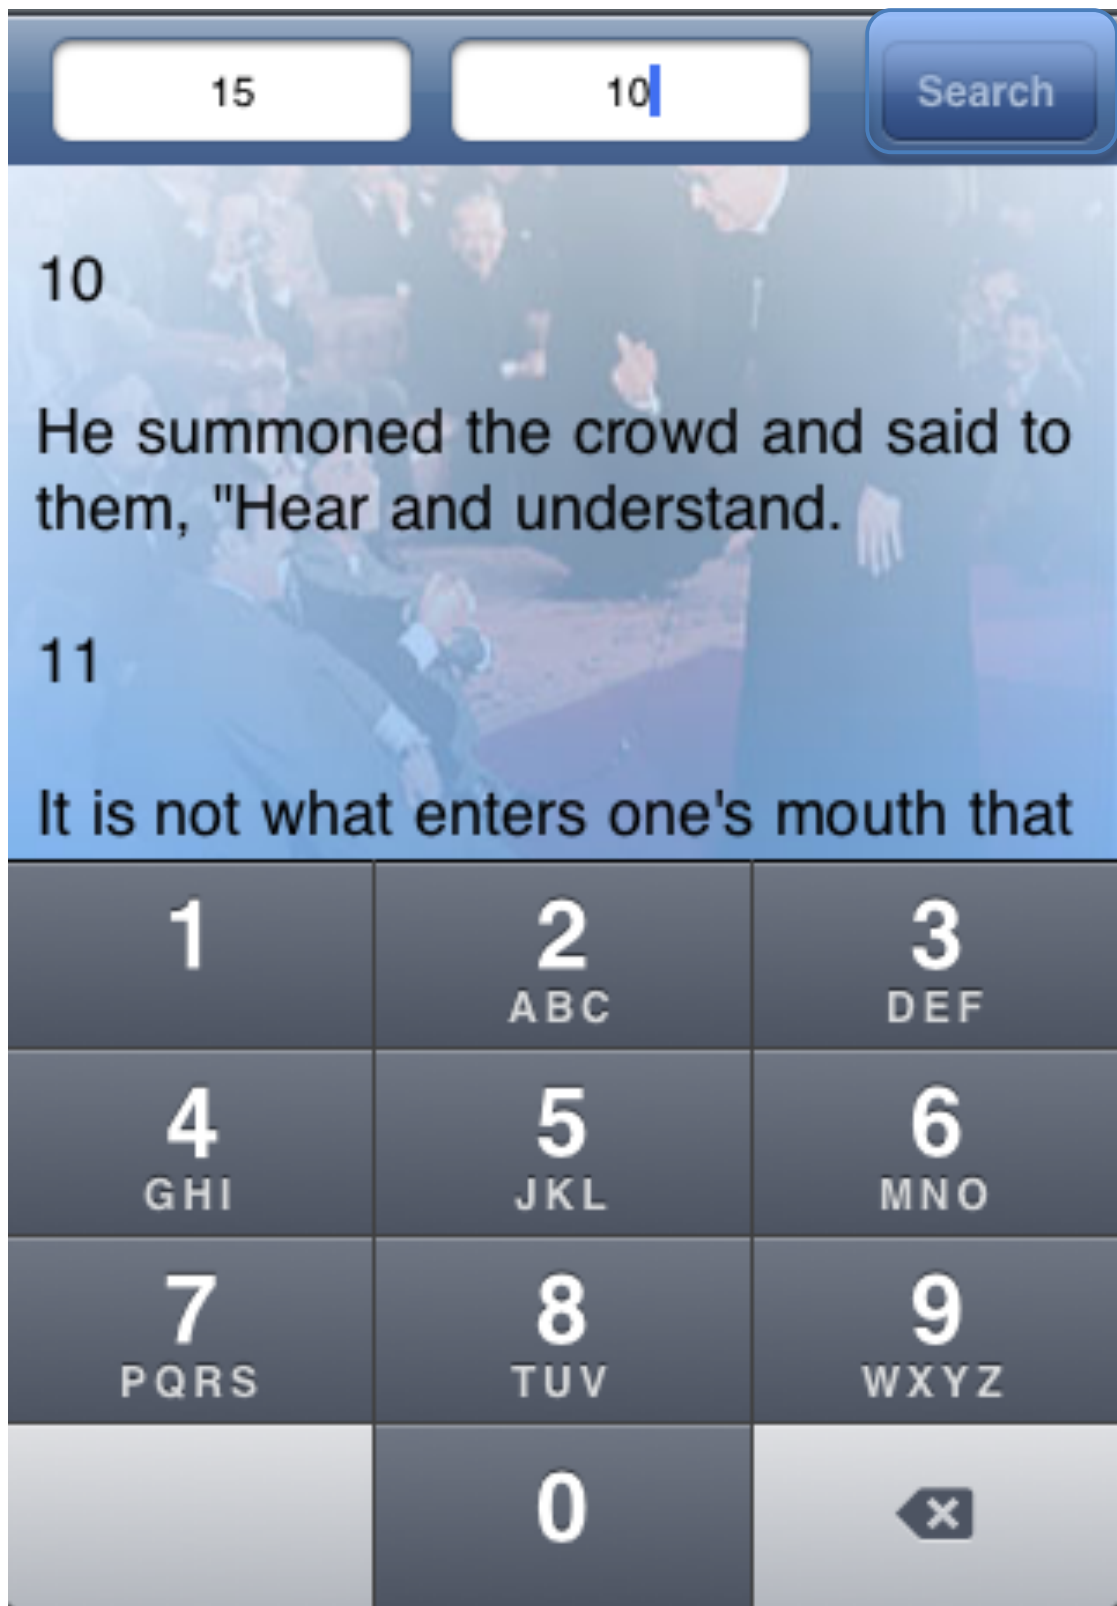 15 10 Search
10
He summoned the crowd and said to
them, "Hear and understand.
11
It is not what enters one's mouth that
1 2 3
ABC DEF
4 5 6
GHI JKL MNO
7 8 9
PQRS TUV WXYZ
0